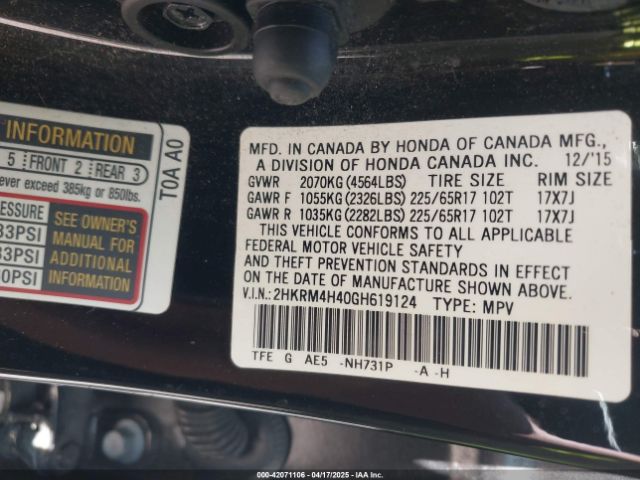 INFORMATION
5 FRONT 2 REAR 3
ever exceed 385kg or 850lbs.
PRESSURE
33PSI
33PSI
60PSI
SEE OWNER'S
MANUAL FOR
ADDITIONAL
INFORMATION
T0A A0
MFD. IN CANADA BY HONDA OF CANADA MFG.,
A DIVISION OF HONDA CANADA INC. 12/'15
GVWR 2070KG (4564LBS) TIRE SIZE RIM SIZE
GAWR F 1055KG (2326LBS) 225/65R17 102T 17X7J
GAWR R 1035KG (2282LBS) 225/65R17 102T 17X7J
THIS VEHICLE CONFORMS TO ALL APPLICABLE
FEDERAL MOTOR VEHICLE SAFETY
AND THEFT PREVENTION STANDARDS IN EFFECT
ON THE DATE OF MANUFACTURE SHOWN ABOVE.
V.I.N.: 2HKRM4H40GH619124 TYPE: MPV
TFE G AE5 -NH731P -A -H
000-42071106 - 04/17/2025 - IAA Inc.